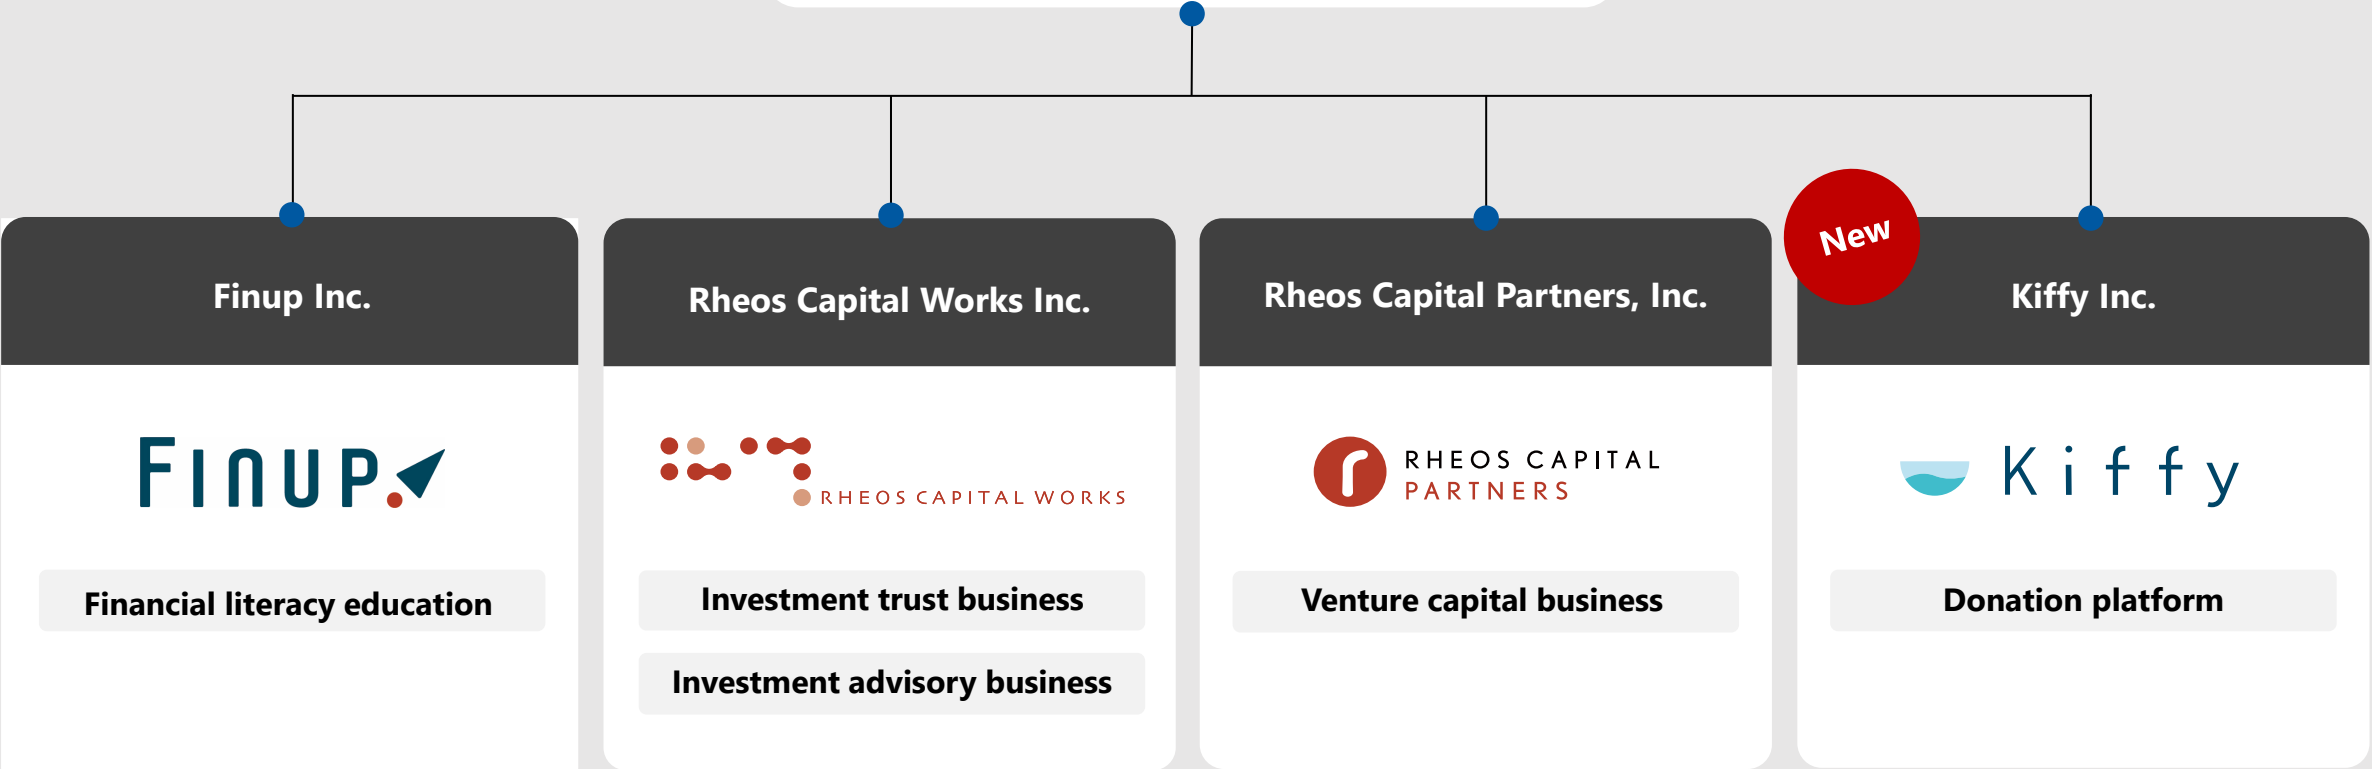 New
Finup Inc.
Rheos Capital Works Inc.
Rheos Capital Partners, Inc.
Kiffy Inc.
FINUP
RHEOS CAPITAL WORKS
RHEOS CAPITAL
PARTNERS
Kiffy
Financial literacy education
Investment trust business
Investment advisory business
Venture capital business
Donation platform